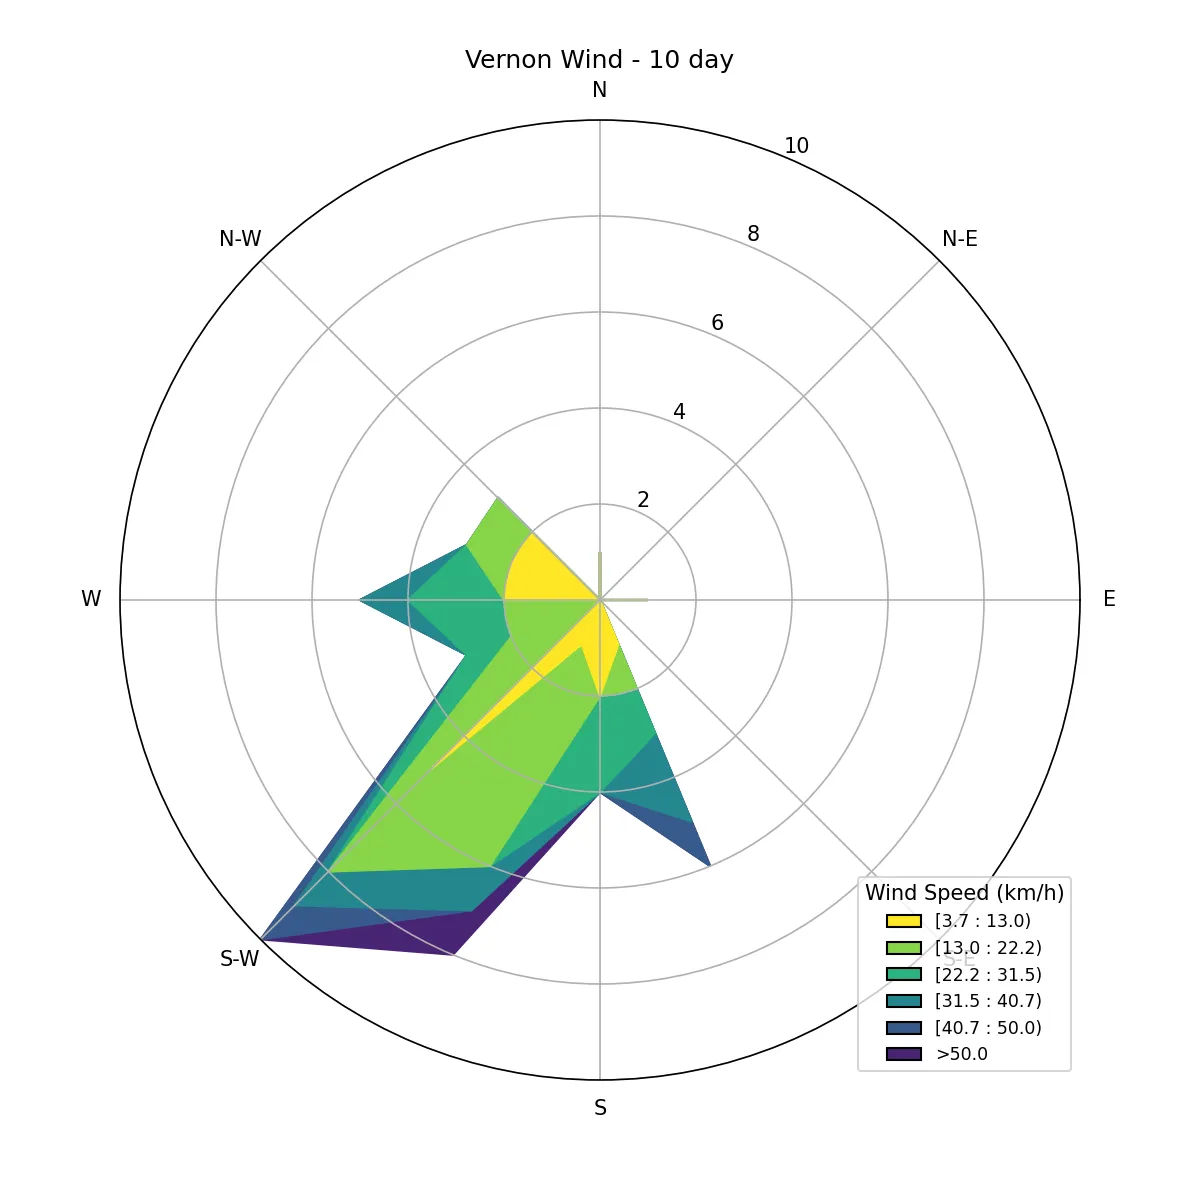 Vernon Wind - 10 day
N
10
N-W
N-E
8
6
4
2
W
E
Wind Speed (km/h)
[3.7 : 13.0)
[13.0 : 22.2)
S-W
S-E
[22.2 : 31.5)
[31.5 : 40.7)
[40.7 : 50.0)
>50.0
S